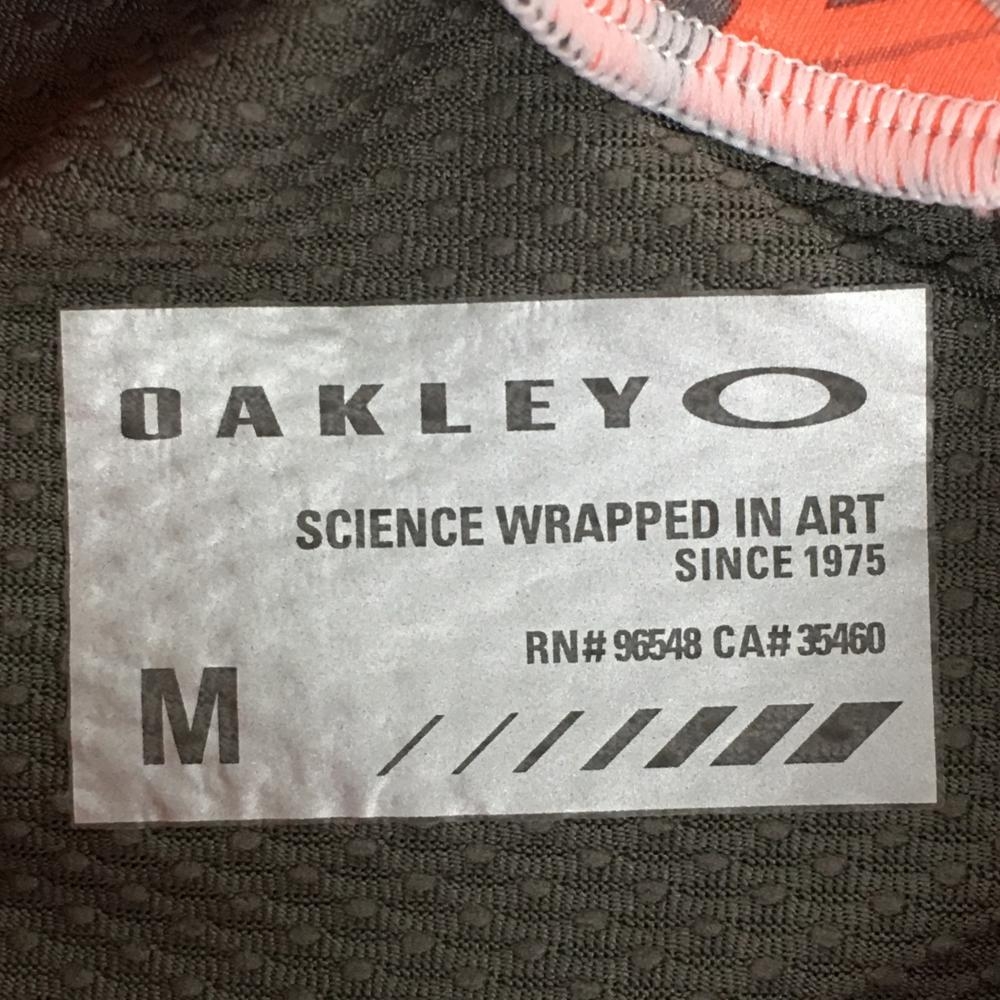 OAKLEY
SCIENCE WRAPPED IN ART
SINCE 1975
RN# 96548 CA# 35460
M